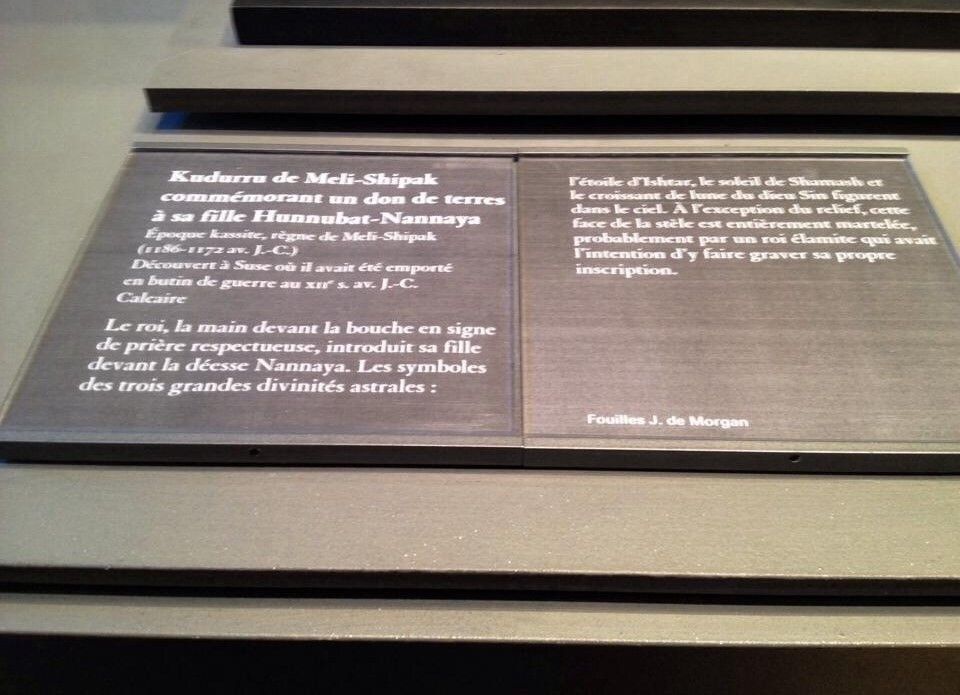 Kudurru de Meli-Shipak
commémorant un don de terres
à sa fille Hunnubat-Nannaya
Époque kassite, règne de Meli-Shipak
(1186-1172 av. J.-C.)
Découvert à Suse où il avait été emporté
en butin de guerre au XIIe s. av. J.-C.
Calcaire
Le roi, la main devant la bouche en signe
de prière respectueuse, introduit sa fille
devant la déesse Nannaya. Les symboles
des trois grandes divinités astrales :
l'étoile d'Ishtar, le soleil de Shamash et
le croissant de lune du dieu Sin figurent
dans le ciel. À l'exception du relief, cette
face de la stèle est entièrement martelée,
probablement par un roi élamite qui avait
l'intention d'y faire graver sa propre
inscription.
Fouilles J. de Morgan